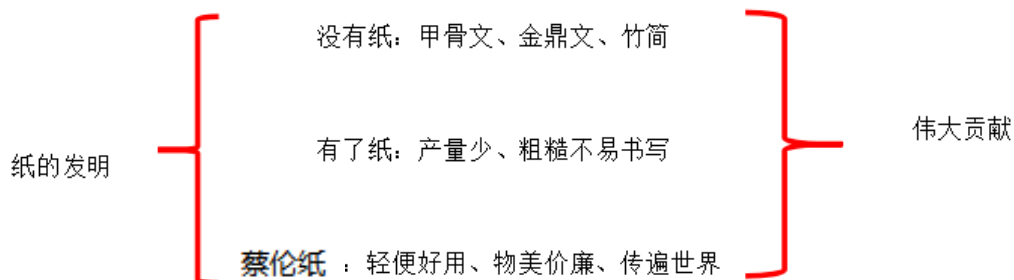 没有纸：甲骨文、金鼎文、竹简
伟大贡献
有了纸：产量少、粗糙不易书写
纸的发明
蔡伦纸 ：轻便好用、物美价廉、传遍世界